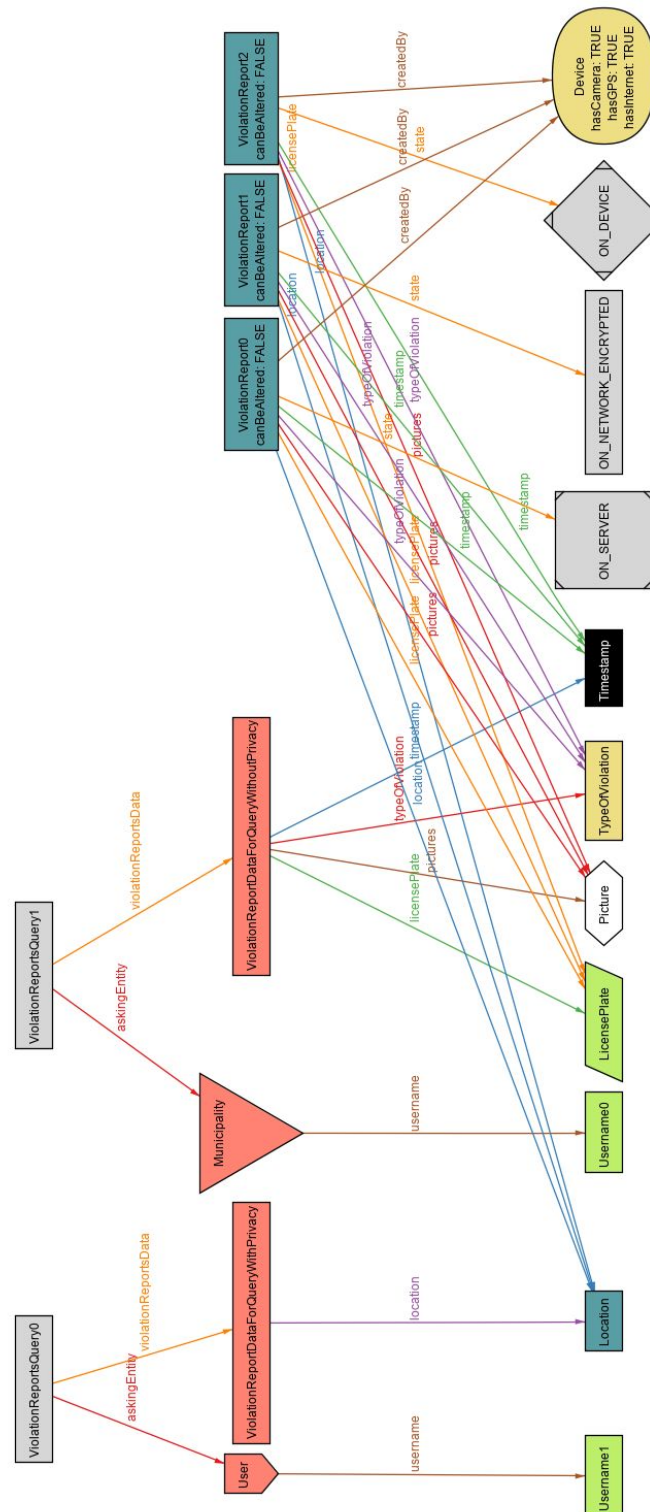 ViolationReportsQuery0
ViolationReportsQuery1
askingEntity
violationReportsData
askingEntity
violationReportsData
User
ViolationReportDataForQueryWithPrivacy
Municipality
ViolationReportDataForQueryWithoutPrivacy
ViolationReport0
canBeAltered: FALSE
ViolationReport1
canBeAltered: FALSE
ViolationReport2
canBeAltered: FALSE
username
location
username
licensePlate
pictures
typeOfViolation
location
timestamp
licensePlate
pictures
typeOfViolation
timestamp
state
createdBy
location
licensePlate
pictures
typeOfViolation
timestamp
state
createdBy
location
licensePlate
pictures
typeOfViolation
timestamp
state
createdBy
Username1
Location
Username0
LicensePlate
Picture
TypeOfViolation
Timestamp
ON_SERVER
ON_NETWORK_ENCRYPTED
ON_DEVICE
Device
hasCamera: TRUE
hasGPS: TRUE
hasInternet: TRUE